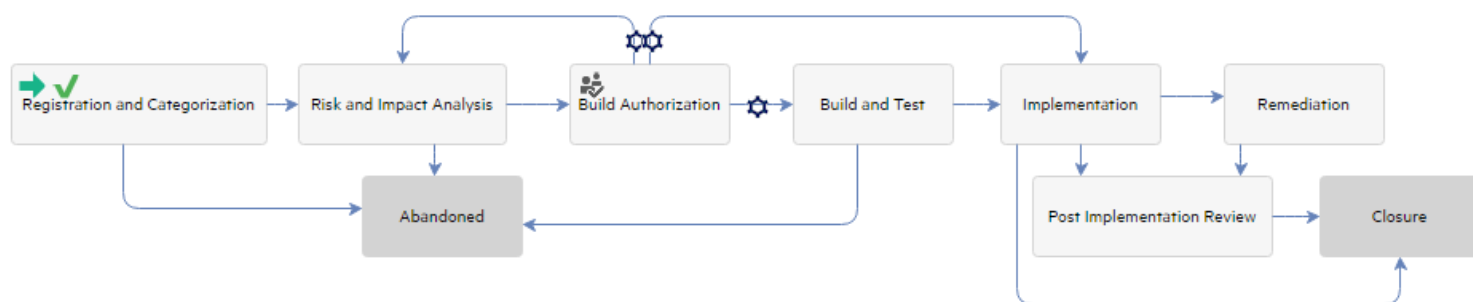 Registration and Categorization
Risk and Impact Analysis
Build Authorization
Build and Test
Implementation
Remediation
Abandoned
Post Implementation Review
Closure